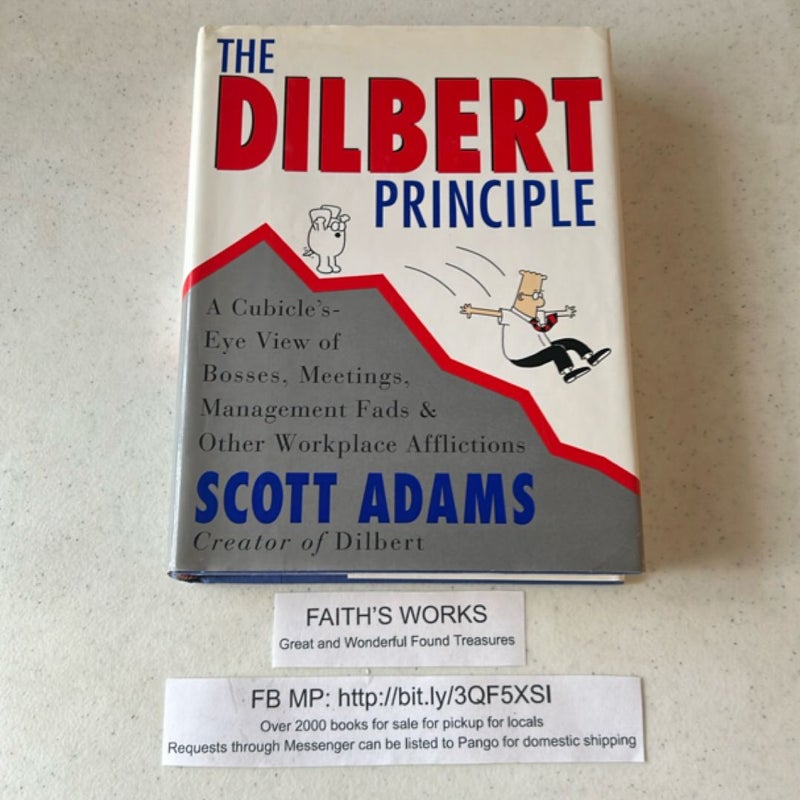 THE
DILBERT
PRINCIPLE
A Cubicle's-
Eye View of
Bosses, Meetings,
Management Fads &
Other Workplace Afflictions
SCOTT ADAMS
Creator of Dilbert
FAITH'S WORKS
Great and Wonderful Found Treasures
FB MP: http://bit.ly/3QF5XSI
Over 2000 books for sale for pickup for locals
Requests through Messenger can be listed to Pango for domestic shipping